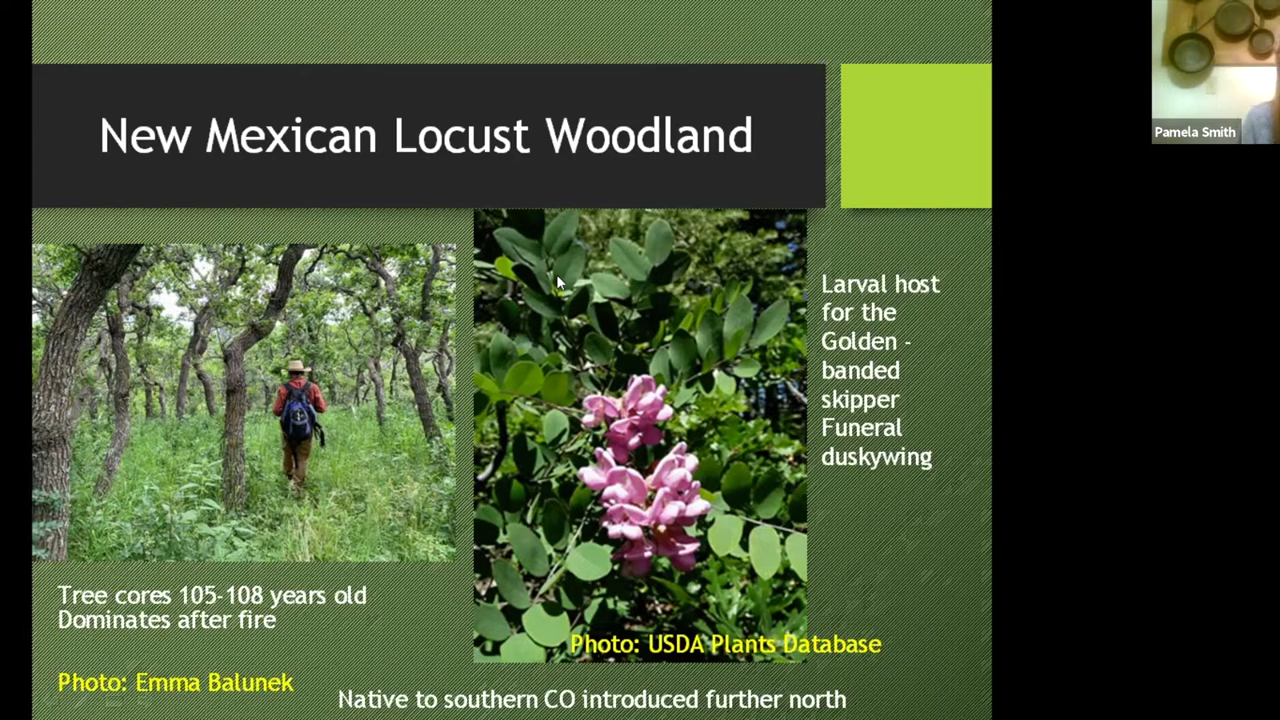 New Mexican Locust Woodland
Pamela Smith
Larval host
for the
Golden -
banded
skipper
Funeral
duskywing
Tree cores 105-108 years old
Dominates after fire
Photo: USDA Plants Database
Photo: Emma Balunek
Native to southern CO introduced further north